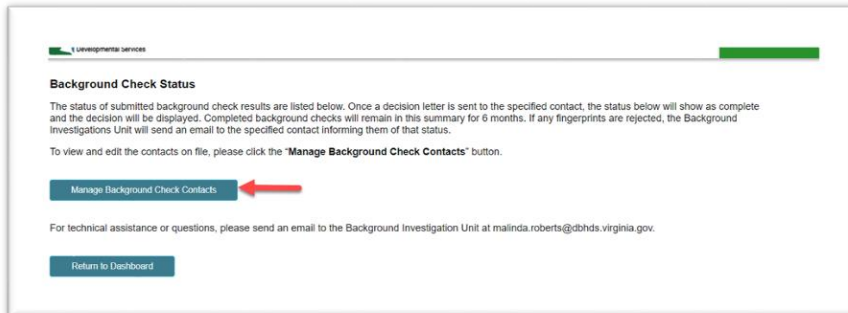 Developmental Services
Background Check Status
The status of submitted background check results are listed below. Once a decision letter is sent to the specified contact, the status below will show as complete
and the decision will be displayed. Completed background checks will remain in this summary for 6 months. If any fingerprints are rejected, the Background
Investigations Unit will send an email to the specified contact informing them of that status.
To view and edit the contacts on file, please click the "Manage Background Check Contacts" button.
Manage Background Check Contacts
For technical assistance or questions, please send an email to the Background Investigation Unit at malinda.roberts@dbhds.virginia.gov.
Return to Dashboard